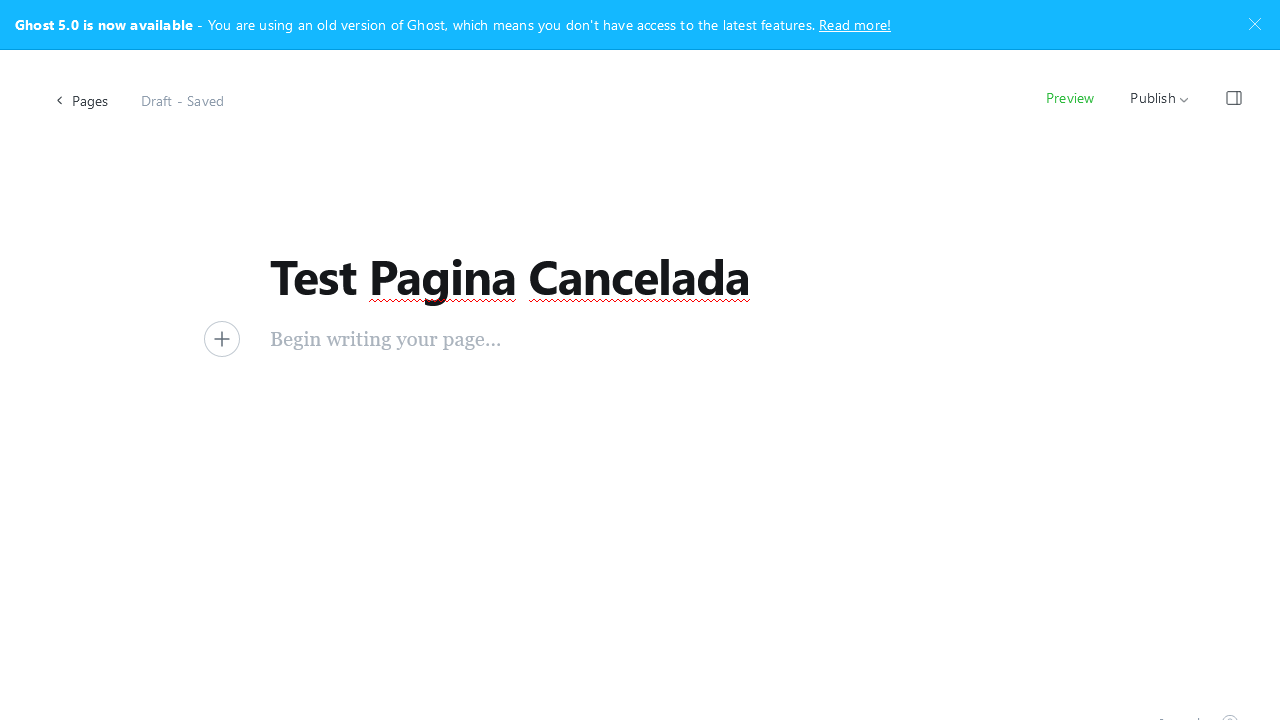 Ghost 5.0 is now available - You are using an old version of Ghost, which means you don't have access to the latest features. Read more!
Pages
Draft - Saved
Preview
Publish
Test Pagina Cancelada
Begin writing your page...